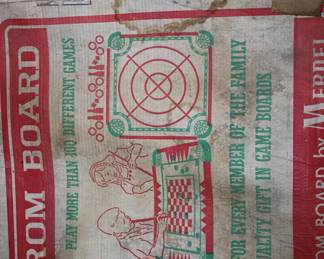 ROM BOARD
PLAY MORE THAN 100 DIFFERENT GAMES
FOR EVERY MEMBER OF THE FAMILY
ALITY GIFT IN GAME BOARDS
ROM BOARD by MERDEL